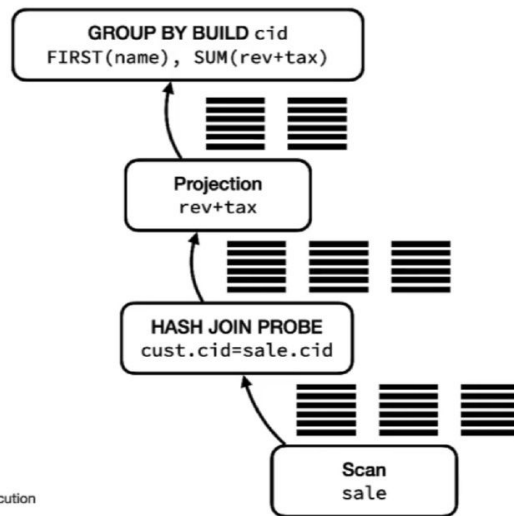 GROUP BY BUILD cid
FIRST(name), SUM(rev+tax)
Projection
rev+tax
HASH JOIN PROBE
cust.cid=sale.cid
Scan
sale
cution